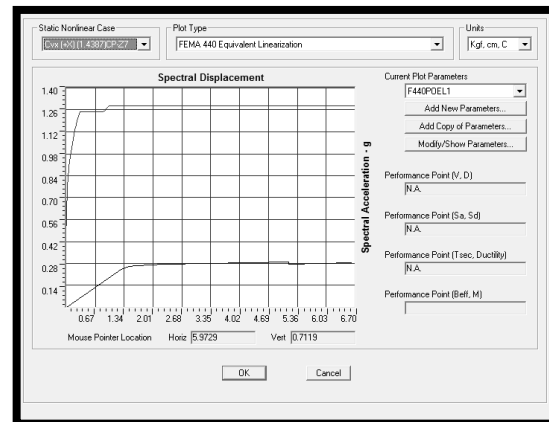 Static Nonlinear Case
Plot Type
Units
Cvx (+X) (1.4387)CP-Z7
FEMA 440 Equivalent Linearization
Kgf, cm, C
Spectral Displacement
Current Plot Parameters
F440POEL1
Add New Parameters...
Add Copy of Parameters...
Modify/Show Parameters...
1.40
1.26
1.12
0.98
0.84
0.70
0.56
0.42
0.28
0.14
Spectral Acceleration - g
Performance Point (V, D)
N.A.
Performance Point (Sa, Sd)
N.A.
Performance Point (Tsec, Ductility)
N.A.
Performance Point (Beff, M)
0.67 1.34 2.01 2.68 3.35 4.02 4.69 5.36 6.03 6.70
Mouse Pointer Location Horiz 5.9729 Vert 0.7119
OK Cancel